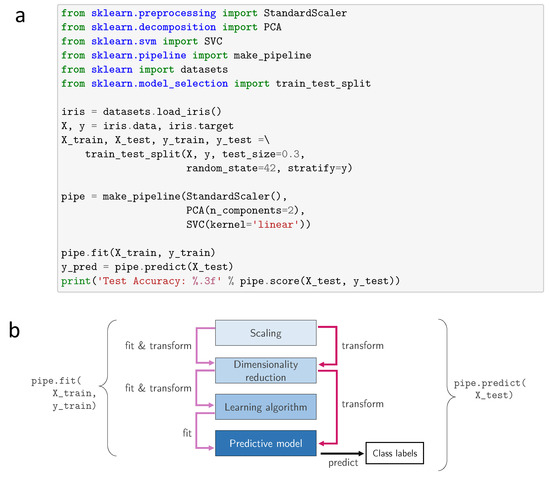 a
from sklearn.preprocessing import StandardScaler
from sklearn.decomposition import PCA
from sklearn.svm import SVC
from sklearn.pipeline import make_pipeline
from sklearn import datasets
from sklearn.model_selection import train_test_split
iris = datasets.load_iris()
X, y = iris.data, iris.target
X_train, X_test, y_train, y_test =\
train_test_split(X, y, test_size=0.3,
random_state=42, stratify=y)
pipe = make_pipeline(StandardScaler(),
PCA(n_components=2),
SVC(kernel='linear'))
pipe.fit(X_train, y_train)
y_pred = pipe.predict(X_test)
print('Test Accuracy: %.3f' % pipe.score(X_test, y_test))
b
pipe.fit(
X_train,
y_train)
fit & transform
fit & transform
fit
Scaling
Dimensionality
reduction
Learning algorithm
Predictive model
transform
transform
predict
Class labels
pipe.predict(
X_test)